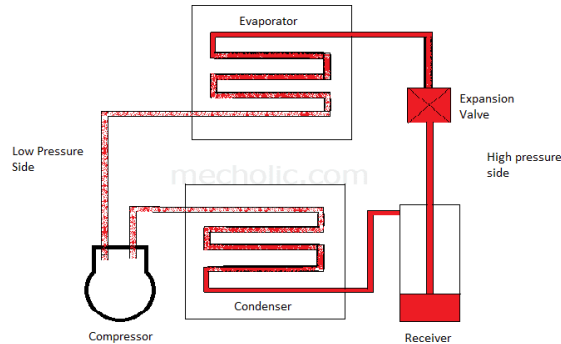 Evaporator
Expansion
Valve
Low Pressure
Side
High pressure
side
mecholic.com
Condenser
Compressor
Receiver